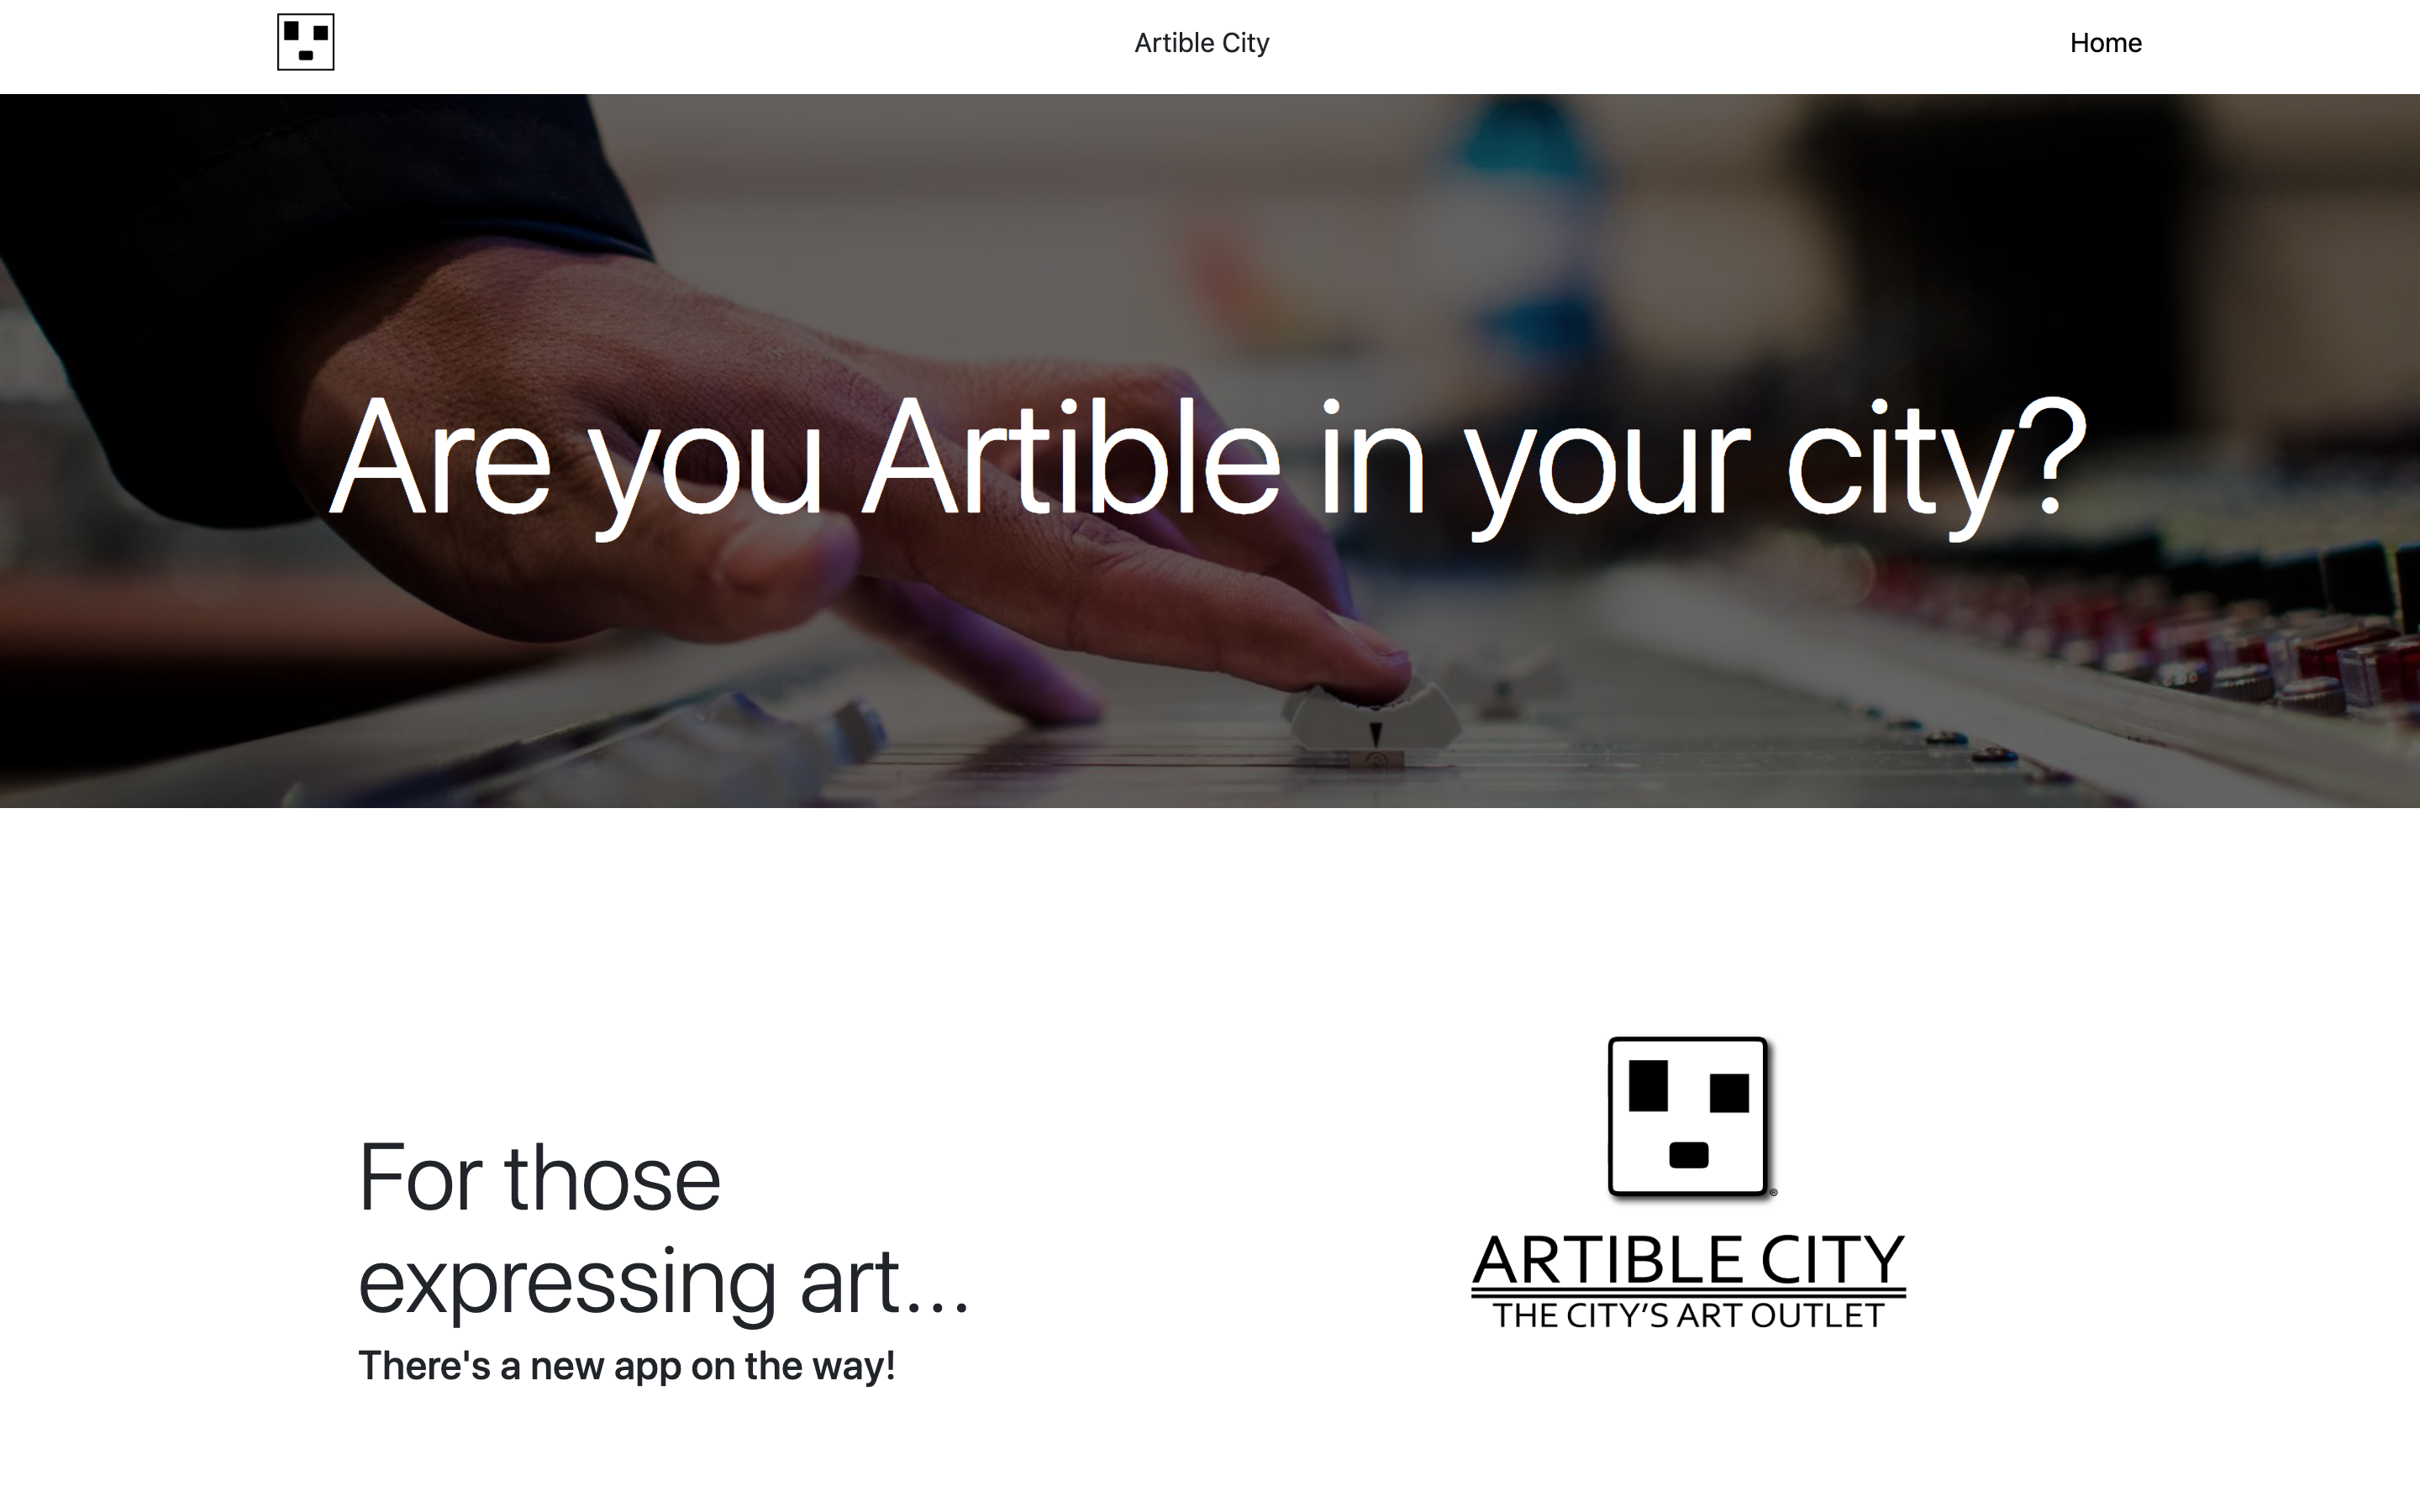 Artible City
Home
Are you Artible in your city?
For those
expressing art...
There's a new app on the way!
®
ARTIBLE CITY
THE CITY'S ART OUTLET